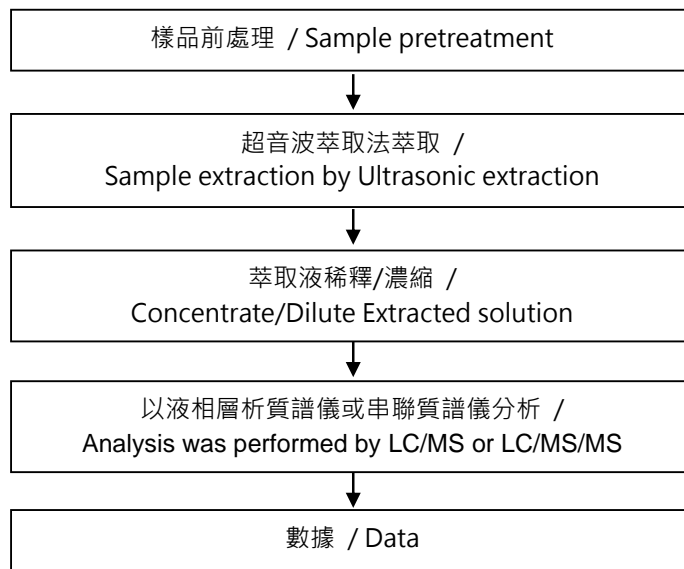 樣品前處理 / Sample pretreatment
超音波萃取法萃取 /
Sample extraction by Ultrasonic extraction
萃取液稀釋/濃縮 /
Concentrate/Dilute Extracted solution
以液相層析質譜儀或串聯質譜儀分析 /
Analysis was performed by LC/MS or LC/MS/MS
數據 / Data